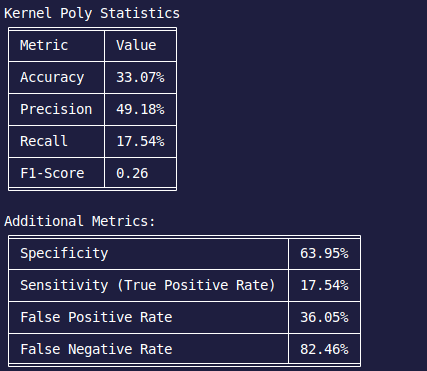 Kernel Poly Statistics
Metric Value
Accuracy 33.07%
Precision 49.18%
Recall 17.54%
F1-Score 0.26
Additional Metrics:
Specificity 63.95%
Sensitivity (True Positive Rate) 17.54%
False Positive Rate 36.05%
False Negative Rate 82.46%